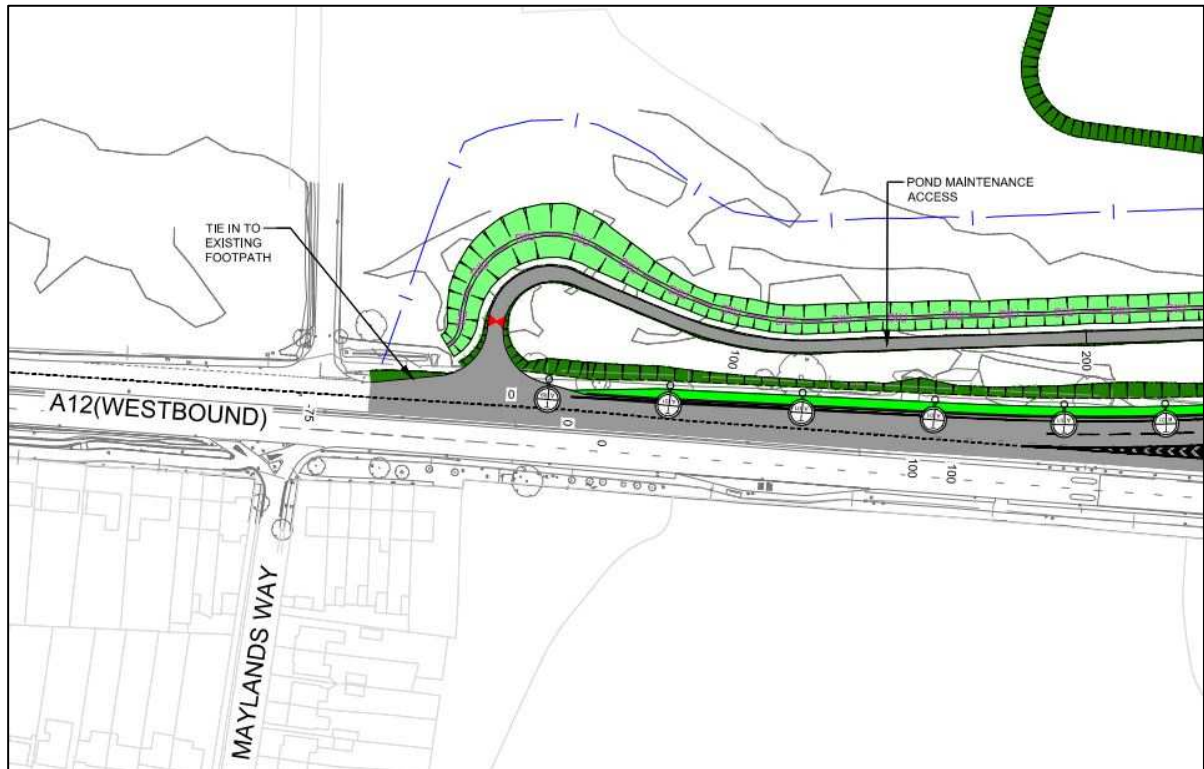 POND MAINTENANCE
ACCESS
TIE IN TO
EXISTING
FOOTPATH
100
200
0
A12(WESTBOUND)
-75
0
0
100
100
MAYLANDS WAY